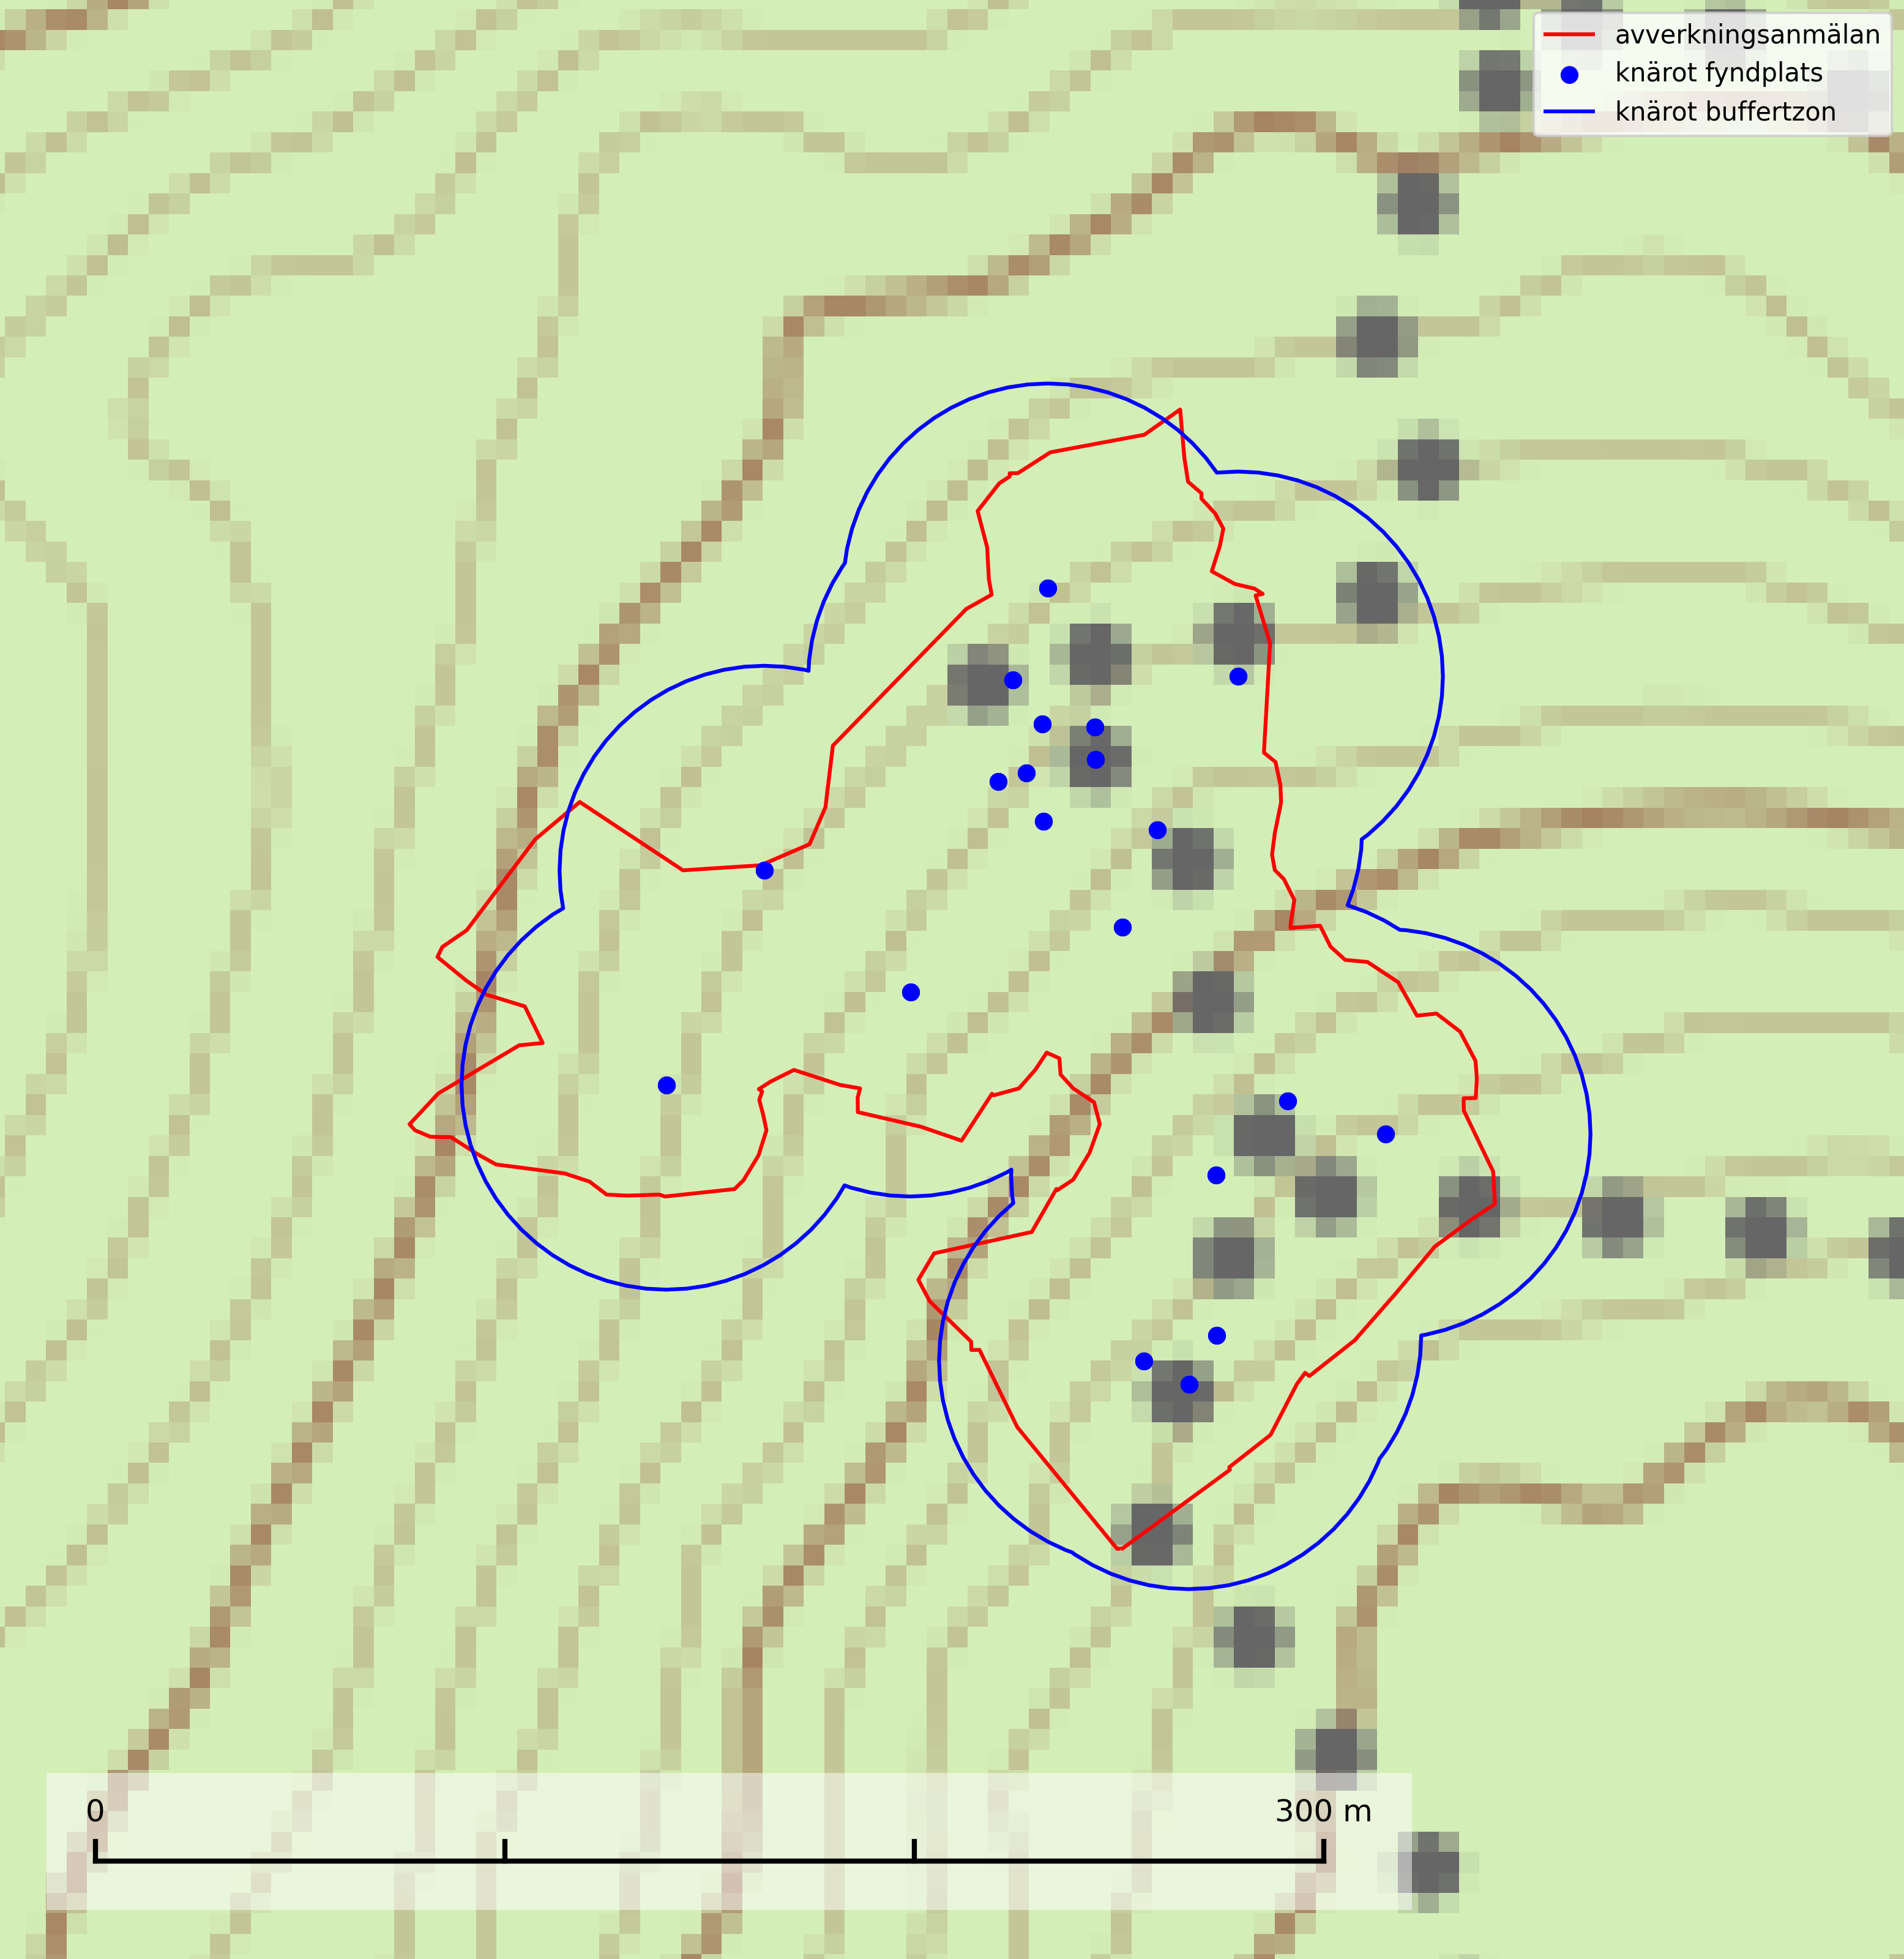 avverkningsanmälan
knärot fyndplats
knärot buffertzon
0 300 m